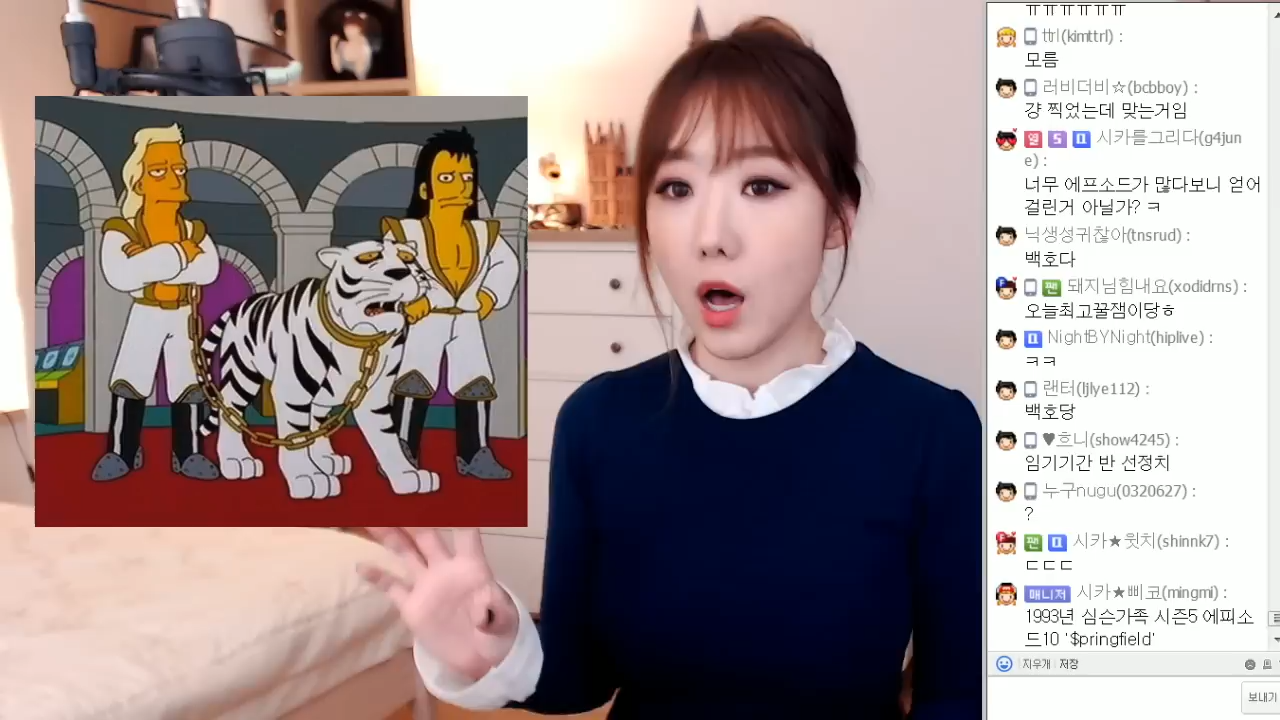 ㅠㅠㅠㅠㅠㅠ
ttrl(kimttrl) :
모름
러비더비☆(bcbboy) :
걍 찍었는데 맞는거임
열 S 시카를그리다(g4jun
e) :
너무 에프소드가 많다보니 얻어
걸린거 아닐가? ㅋ
닉생성귀찮아(tnsrud) :
백호다
팬 돼지님힘내요(xodidrns) :
오늘최고꿀잼이당ㅎ
NightBYNight(hiplive) :
ㅋㅋ
랜터(ljlye112) :
백호당
♥흐니(show4245) :
임기기간 반 선정치
누구nugu(0320627) :
?
팬 시카★윗치(shinnk7) :
ㄷㄷㄷ
매니저 시카★삐코(mingmi) :
1993년 심슨가족 시즌5 에피소
드10 '$pringfield'
지우개 저장
보내기